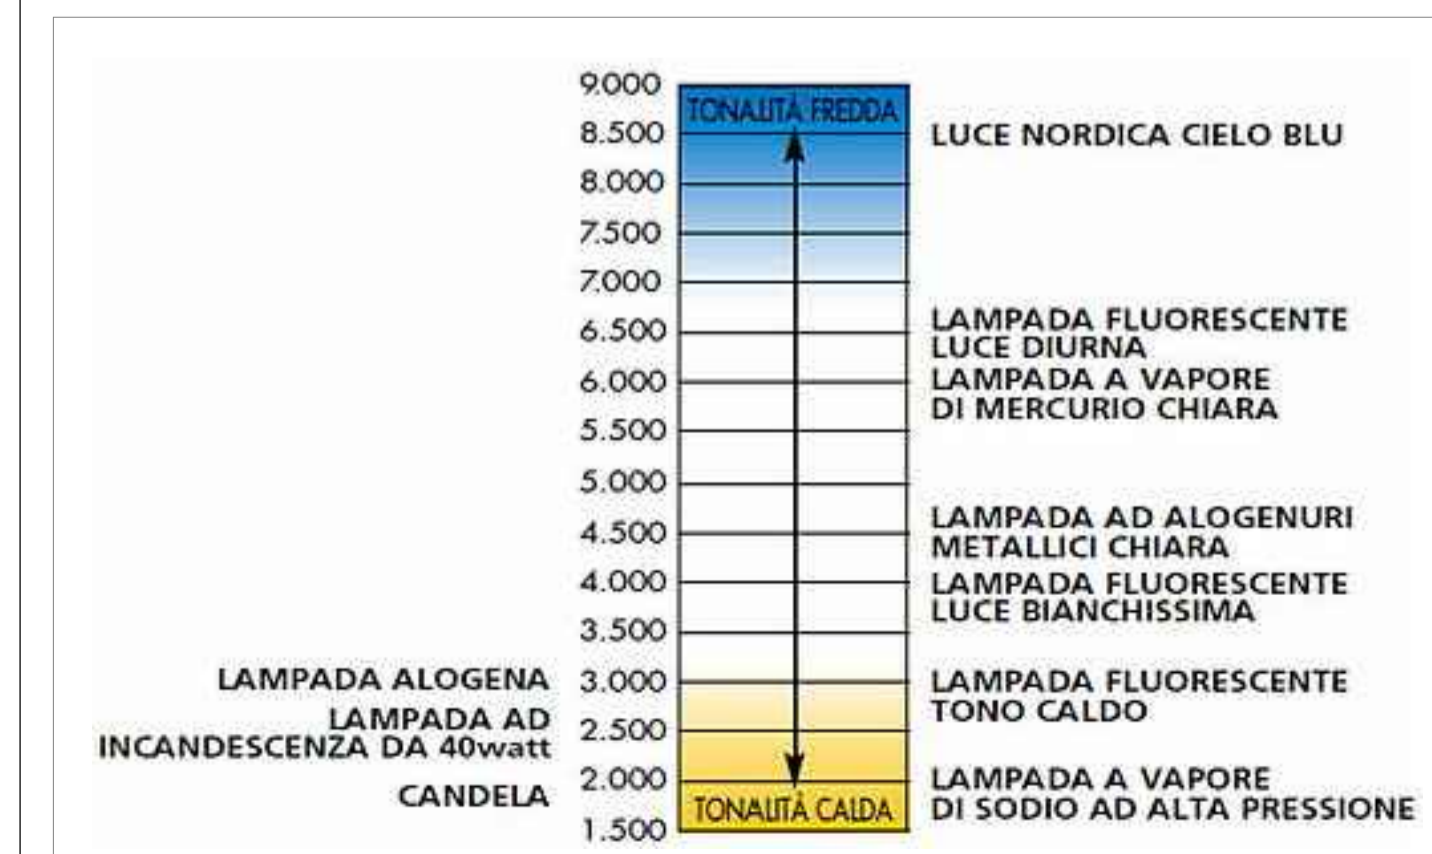 9.000
TONALITÀ FREDDA
8.500
LUCE NORDICA CIELO BLU
8.000
7.500
7.000
6.500
LAMPADA FLUORESCENTE
LUCE DIURNA
6.000
LAMPADA A VAPORE
DI MERCURIO CHIARA
5.500
5.000
4.500
LAMPADA AD ALOGENURI
METALLICI CHIARA
4.000
LAMPADA FLUORESCENTE
LUCE BIANCHISSIMA
3.500
LAMPADA ALOGENA
3.000
LAMPADA FLUORESCENTE
TONO CALDO
LAMPADA AD
INCANDESCENZA DA 40watt
2.500
CANDELA
2.000
LAMPADA A VAPORE
DI SODIO AD ALTA PRESSIONE
TONALITÀ CALDA
1.500